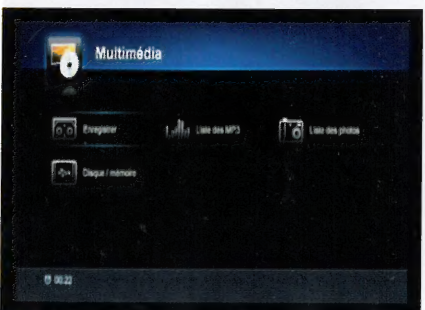 Multimédia
Enregistrer
Liste des MP3
Liste des photos
Disque / mémoire
00:22